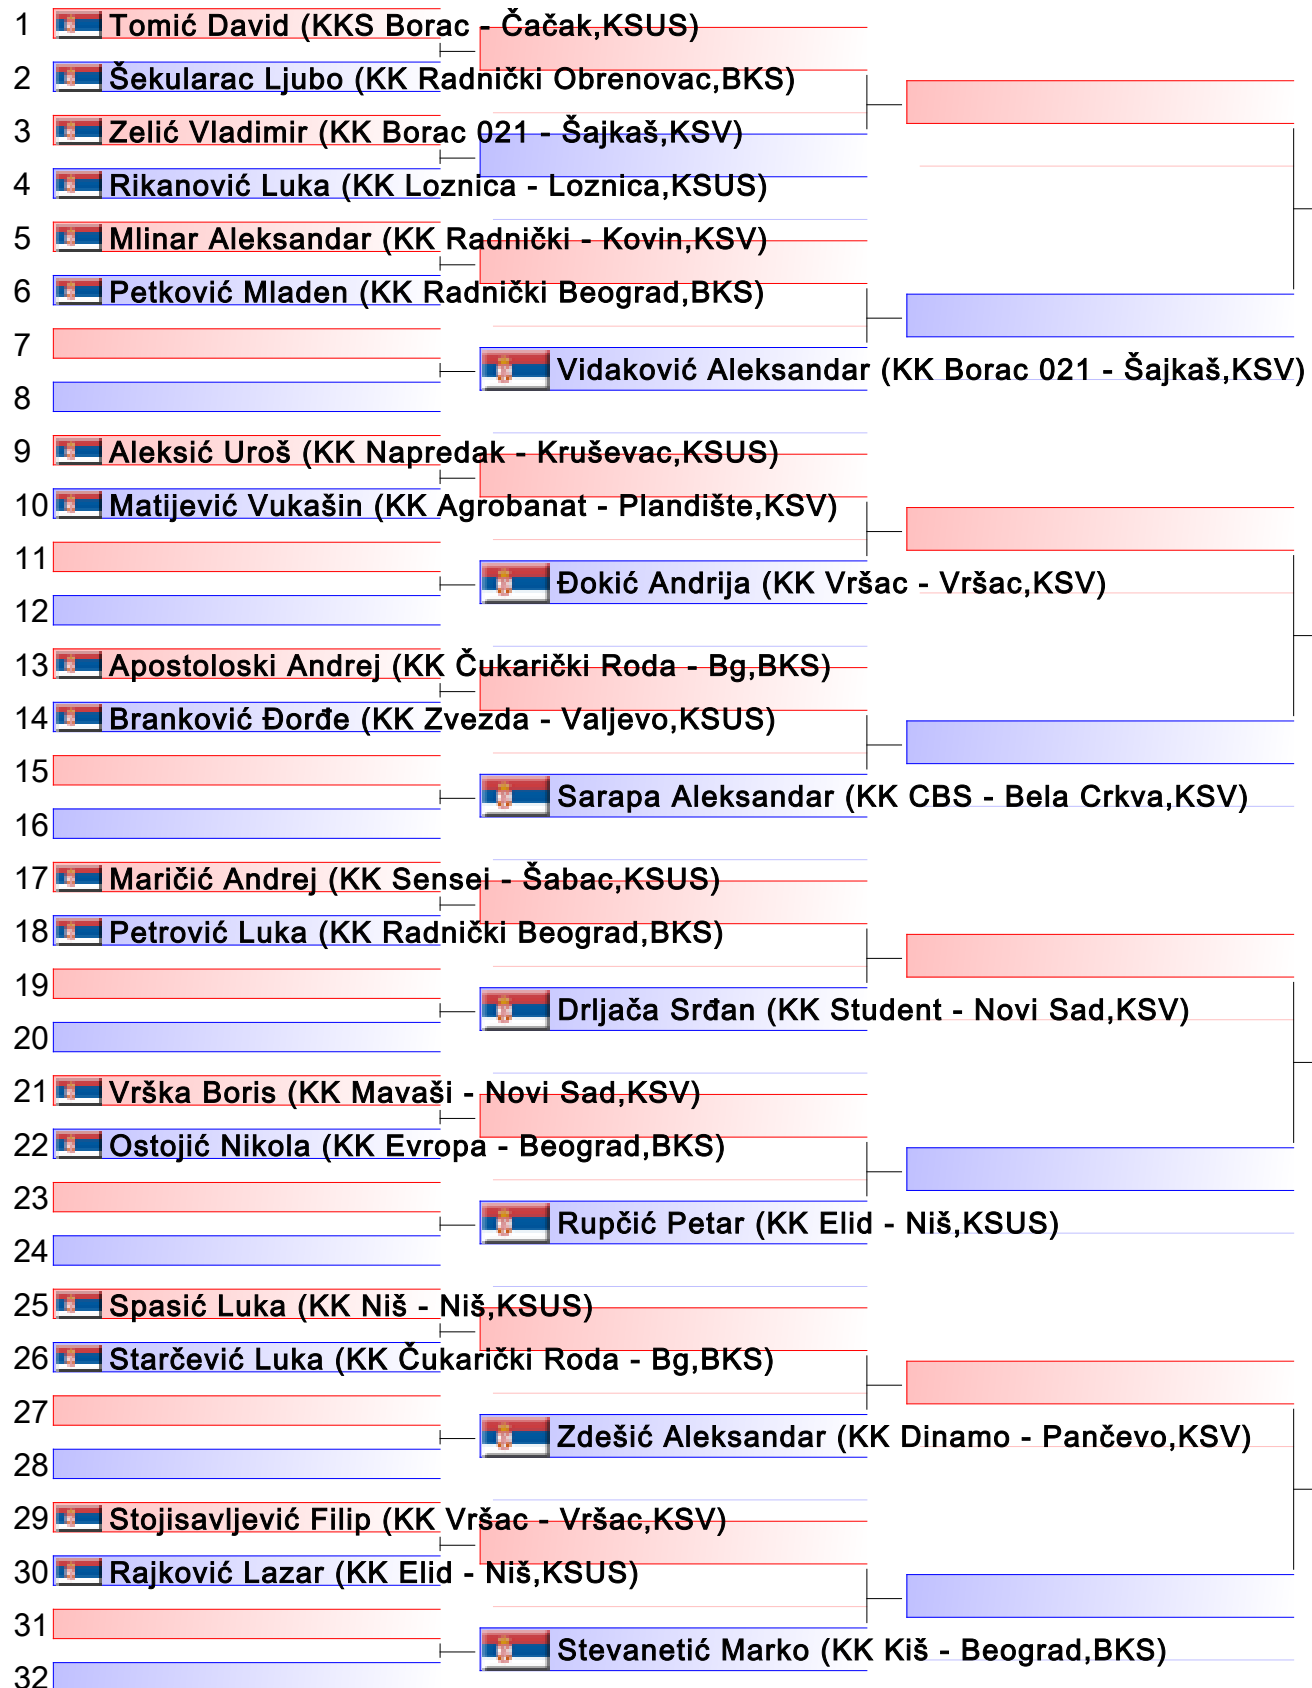 1 Tomić David (KKS Borac - Čačak,KSUS)
2 Šekularac Ljubo (KK Radnički Obrenovac,BKS)
3 Zelić Vladimir (KK Borac 021 - Šajkaš,KSV)
4 Rikanović Luka (KK Loznica - Loznica,KSUS)
5 Mlinar Aleksandar (KK Radnički - Kovin,KSV)
6 Petković Mladen (KK Radnički Beograd,BKS)
7
Vidaković Aleksandar (KK Borac 021 - Šajkaš,KSV)
8
9 Aleksić Uroš (KK Napredak - Kruševac,KSUS)
10 Matijević Vukašin (KK Agrobanat - Plandište,KSV)
11
Đokić Andrija (KK Vršac - Vršac,KSV)
12
13 Apostoloski Andrej (KK Čukarički Roda - Bg,BKS)
14 Branković Đorđe (KK Zvezda - Valjevo,KSUS)
15
Sarapa Aleksandar (KK CBS - Bela Crkva,KSV)
16
17 Maričić Andrej (KK Sensei - Šabac,KSUS)
18 Petrović Luka (KK Radnički Beograd,BKS)
19
Drljača Srđan (KK Student - Novi Sad,KSV)
20
21 Vrška Boris (KK Mavaši - Novi Sad,KSV)
22 Ostojić Nikola (KK Evropa - Beograd,BKS)
23
Rupčić Petar (KK Elid - Niš,KSUS)
24
25 Spasić Luka (KK Niš - Niš,KSUS)
26 Starčević Luka (KK Čukarički Roda - Bg,BKS)
27
Zdešić Aleksandar (KK Dinamo - Pančevo,KSV)
28
29 Stojisavljević Filip (KK Vršac - Vršac,KSV)
30 Rajković Lazar (KK Elid - Niš,KSUS)
31
Stevanetić Marko (KK Kiš - Beograd,BKS)
32